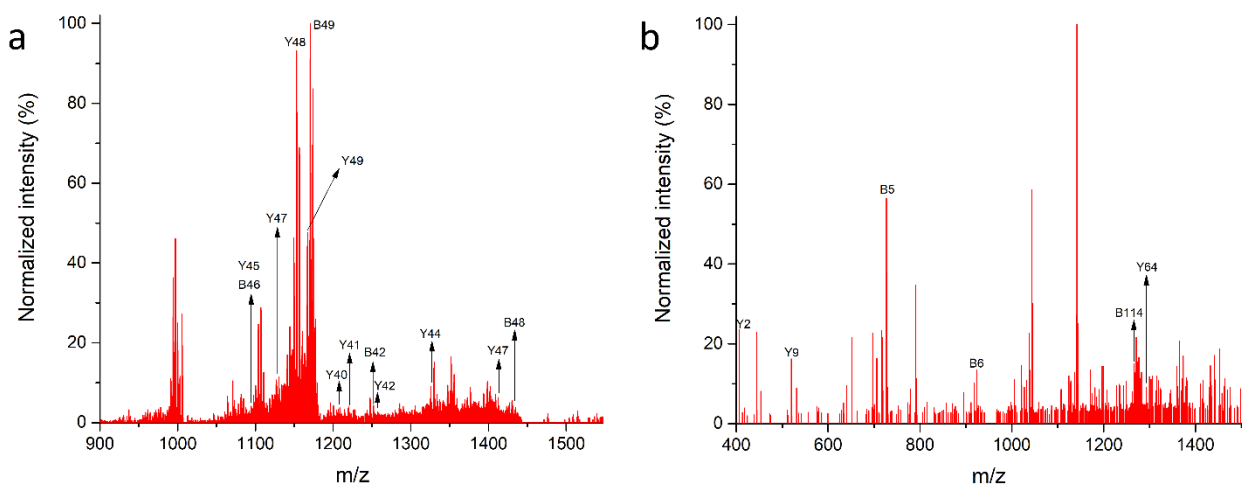 a
Normalized intensity (%)
100
80
60
40
20
0
Y48
B49
Y49
Y47
Y45
B46
Y40
Y41
B42
Y42
Y44
Y47
B48
900 1000 1100 1200 1300 1400 1500
m/z
b
Normalized intensity (%)
100
80
60
40
20
0
Y2
Y9
B5
B6
B114
Y64
400 600 800 1000 1200 1400
m/z